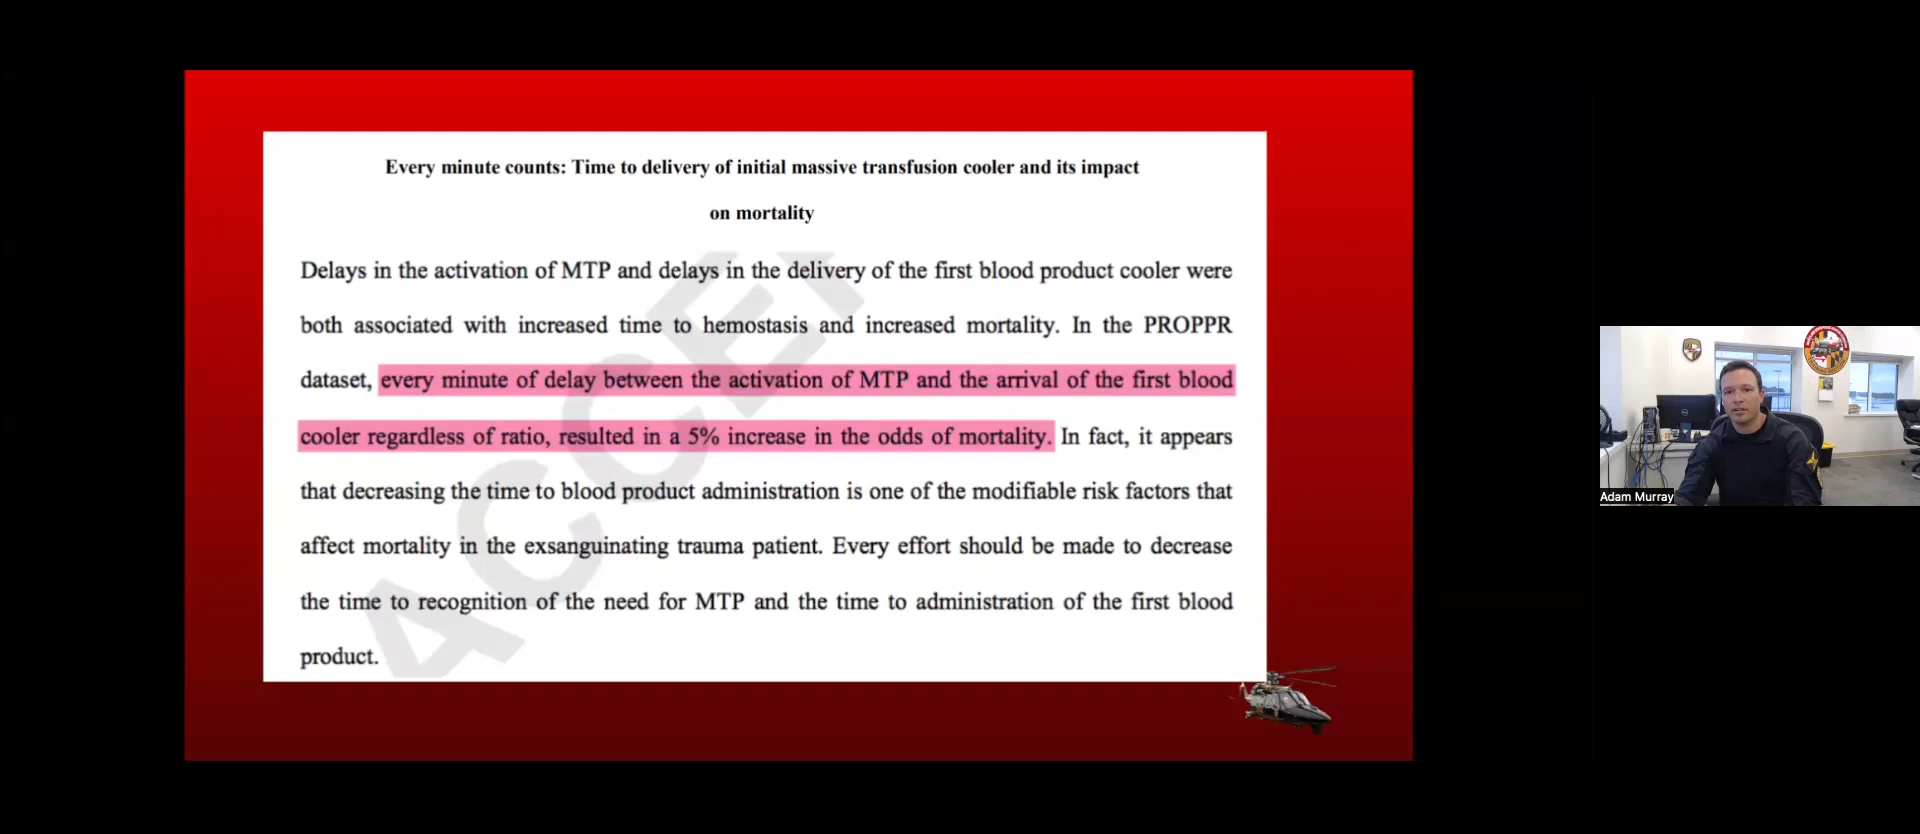 Every minute counts: Time to delivery of initial massive transfusion cooler and its impact
on mortality
Delays in the activation of MTP and delays in the delivery of the first blood product cooler were
both associated with increased time to hemostasis and increased mortality. In the PROPPR
dataset, every minute of delay between the activation of MTP and the arrival of the first blood
cooler regardless of ratio, resulted in a 5% increase in the odds of mortality. In fact, it appears
that decreasing the time to blood product administration is one of the modifiable risk factors that
affect mortality in the exsanguinating trauma patient. Every effort should be made to decrease
the time to recognition of the need for MTP and the time to administration of the first blood
product.
Adam Murray